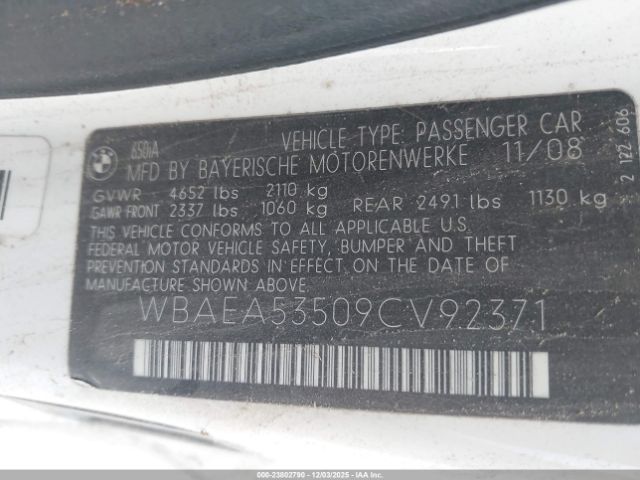 BMW
650iA
VEHICLE TYPE: PASSENGER CAR
MFD BY BAYERISCHE MOTORENWERKE 11/08
GVWR 4652 lbs 2110 kg
GAWR FRONT 2337 lbs 1060 kg REAR 2491 lbs 1130 kg
THIS VEHICLE CONFORMS TO ALL APPLICABLE U.S.
FEDERAL MOTOR VEHICLE SAFETY, BUMPER AND THEFT
PREVENTION STANDARDS IN EFFECT ON THE DATE OF
MANUFACTURE SHOWN ABOVE.
WBAEA53509CV92371
2 122 606
000-23802790 - 12/03/2025 - COPYRIGHT IAA, LLC.